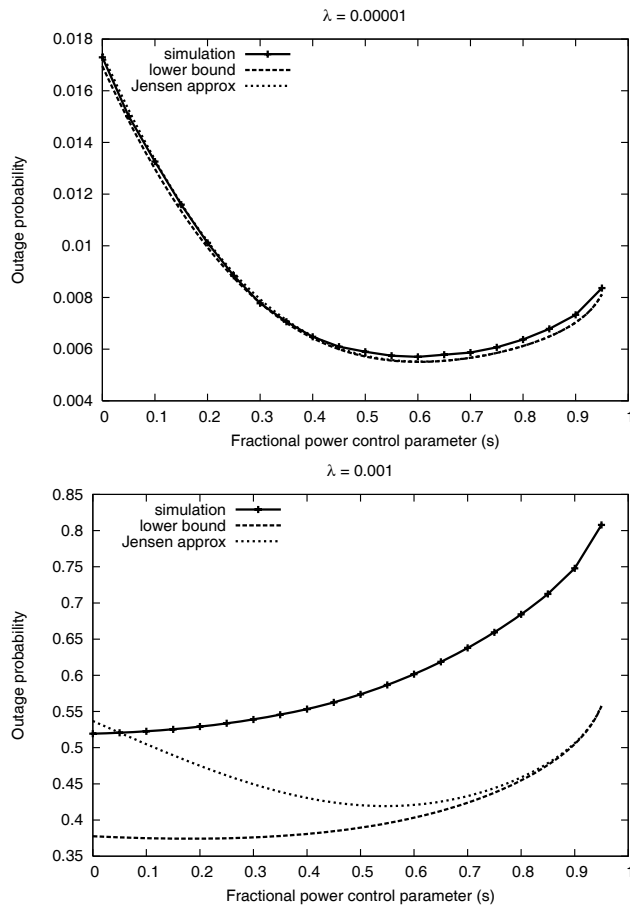 λ = 0.00001
0.018
0.016
0.014
0.012
0.01
0.008
0.006
0.004
Outage probability
simulation
lower bound
Jensen approx
0 0.1 0.2 0.3 0.4 0.5 0.6 0.7 0.8 0.9 1
Fractional power control parameter (s)
λ = 0.001
0.85
0.8
0.75
0.7
0.65
0.6
0.55
0.5
0.45
0.4
0.35
Outage probability
simulation
lower bound
Jensen approx
0 0.1 0.2 0.3 0.4 0.5 0.6 0.7 0.8 0.9 1
Fractional power control parameter (s)